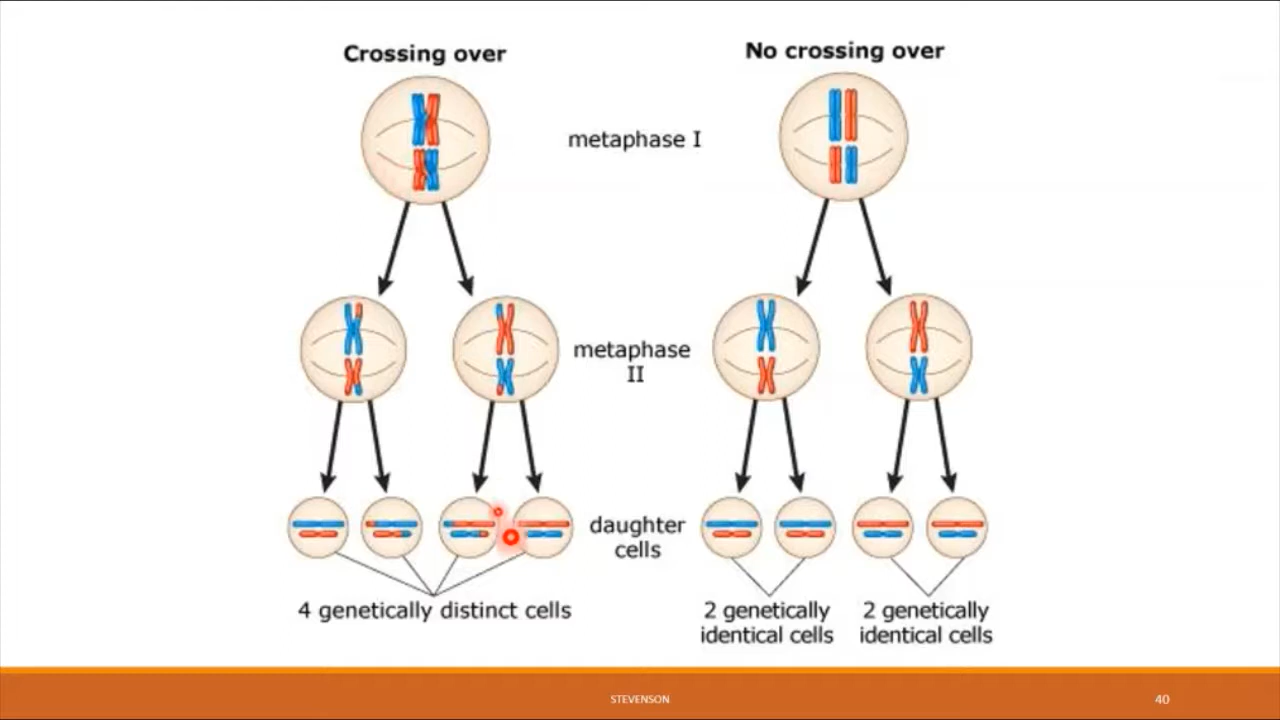 Crossing over
No crossing over
metaphase I
metaphase
II
daughter
cells
4 genetically distinct cells
2 genetically
identical cells
2 genetically
identical cells
STEVENSON
40